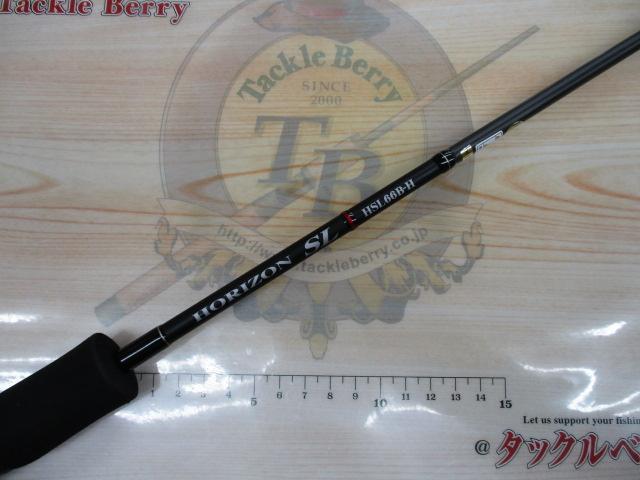 Tackle Berry
Tackle Berry
SINCE
2000
TB
http://www.tackleberry.co.jp
HORIZON SL HSL66B-H
1 2 3 4 5 6 7 8 9 10 11 12 13 14 15
Let us support your fishing
@タックルベ